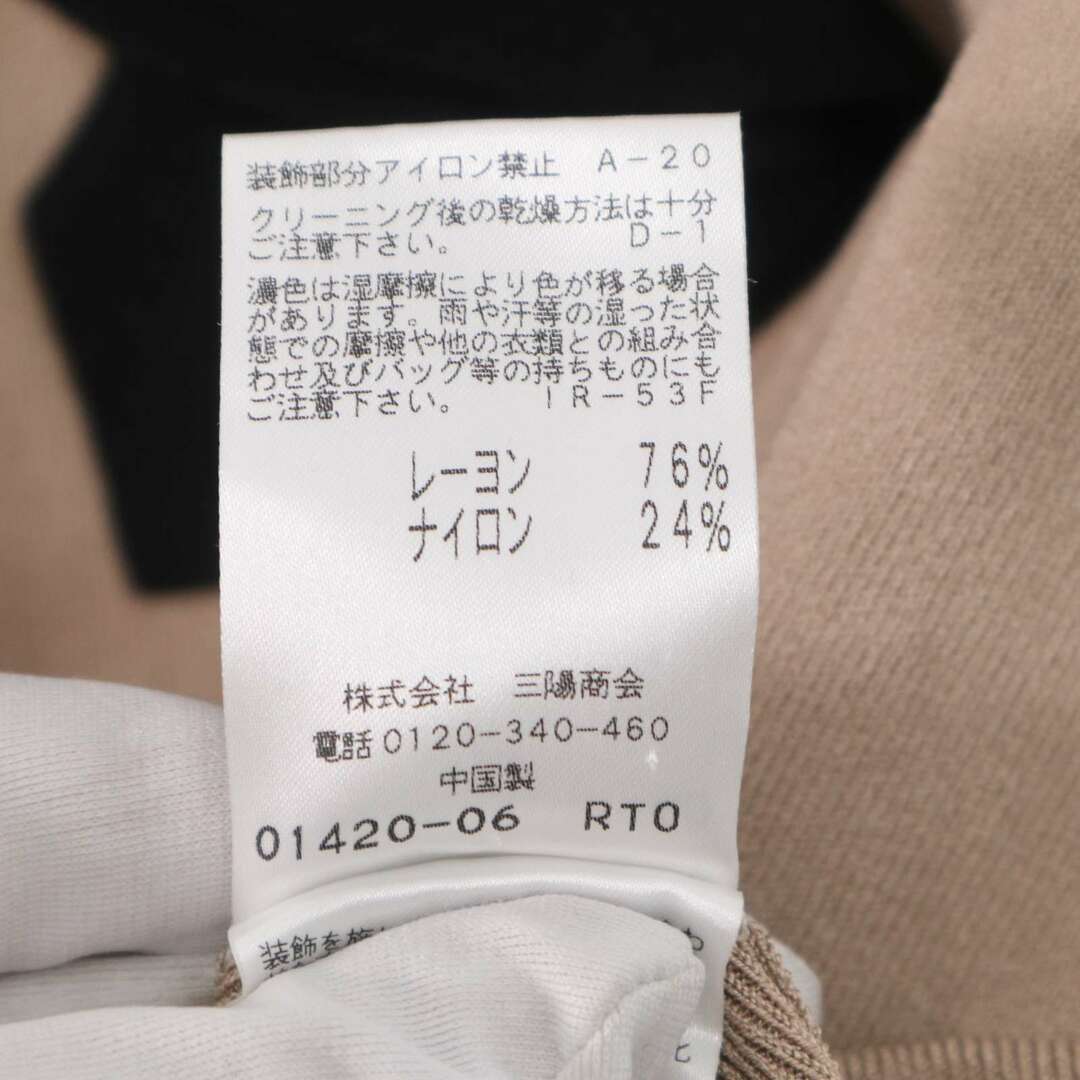 装飾部分アイロン禁止 A-20
クリーニング後の乾燥方法は十分
ご注意下さい。 D-1
濃色は湿摩擦により色が移る場合
があります。雨や汗等の湿った状
態での摩擦や他の衣類との組み合
わせ及びバッグ等の持ちものにも
ご注意下さい。 IR-53F
レーヨン 76%
ナイロン 24%
株式会社 三陽商会
電話0120-340-460
中国製
01420-06 RT0
装飾を